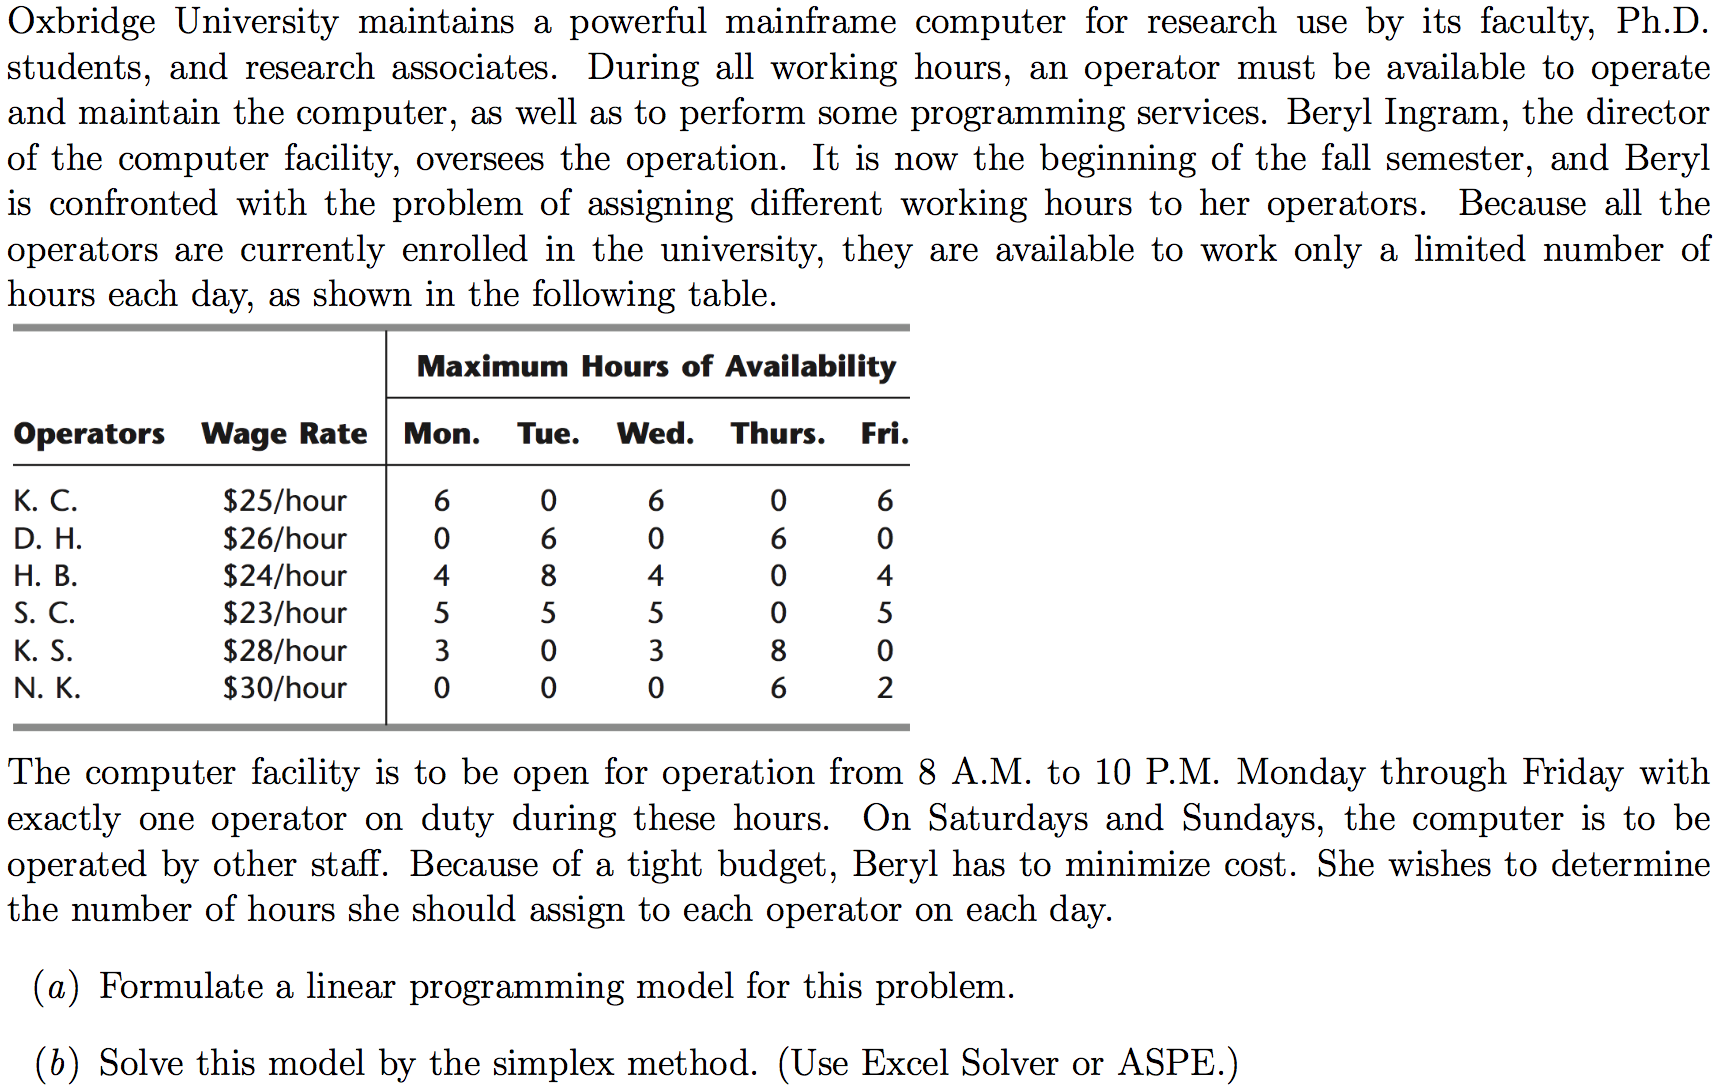 Oxbridge University maintains a powerful mainframe computer for research use by its faculty, Ph.D.
students, and research associates. During all working hours, an operator must be available to operate
and maintain the computer, as well as to perform some programming services. Beryl Ingram, the director
of the computer facility, oversees the operation. It is now the beginning of the fall semester, and Beryl
is confronted with the problem of assigning different working hours to her operators. Because all the
operators are currently enrolled in the university, they are available to work only a limited number of
hours each day, as shown in the following table.
Maximum Hours of Availability
Operators Wage Rate Mon. Tue. Wed. Thurs. Fri.
K. C. $25/hour 6 0 6 0 6
D. H. $26/hour 0 6 0 6 0
H. B. $24/hour 4 8 4 0 4
S. C. $23/hour 5 5 5 0 5
K. S. $28/hour 3 0 3 8 0
N. K. $30/hour 0 0 0 6 2
The computer facility is to be open for operation from 8 A.M. to 10 P.M. Monday through Friday with
exactly one operator on duty during these hours. On Saturdays and Sundays, the computer is to be
operated by other staff. Because of a tight budget, Beryl has to minimize cost. She wishes to determine
the number of hours she should assign to each operator on each day.
(a) Formulate a linear programming model for this problem.
(b) Solve this model by the simplex method. (Use Excel Solver or ASPE.)